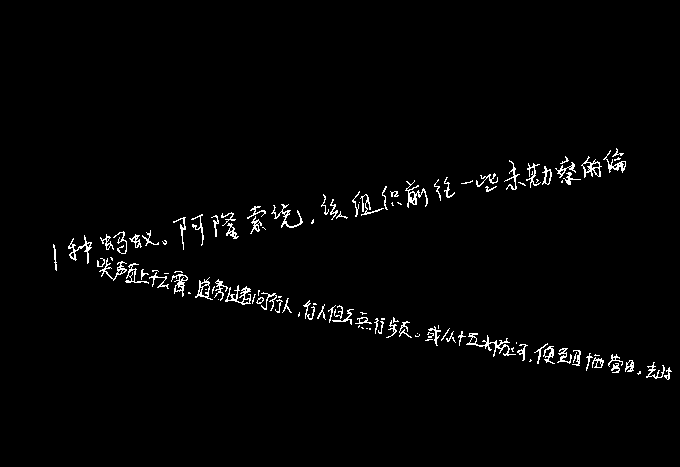 1种蚂蚁。阿隆索说，该组织前往一些未勘察的偏
哭声直上干云霄。道旁过者问行人，行人但云点行频。或从十五北防河，便至四十西营田。去时